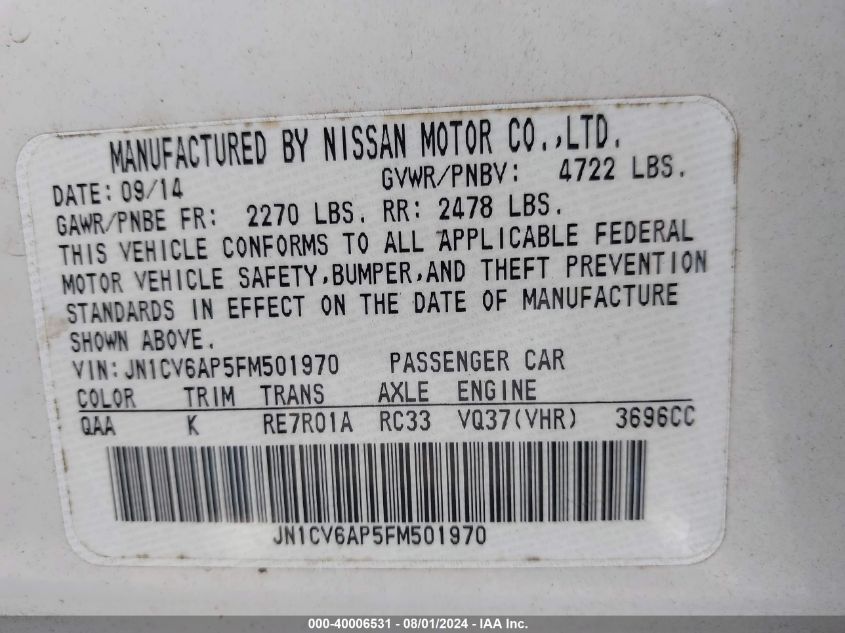 MANUFACTURED BY NISSAN MOTOR CO.,LTD.
DATE: 09/14 GVWR/PNBV: 4722 LBS.
GAWR/PNBE FR: 2270 LBS. RR: 2478 LBS.
THIS VEHICLE CONFORMS TO ALL APPLICABLE FEDERAL
MOTOR VEHICLE SAFETY,BUMPER,AND THEFT PREVENTION
STANDARDS IN EFFECT ON THE DATE OF MANUFACTURE
SHOWN ABOVE.
VIN:JN1CV6AP5FM501970 PASSENGER CAR
COLOR TRIM TRANS AXLE ENGINE
QAA K RE7R01A RC33 VQ37(VHR) 3696CC
JN1CV6AP5FM501970
000-40006531 - 08/01/2024 - IAA Inc.